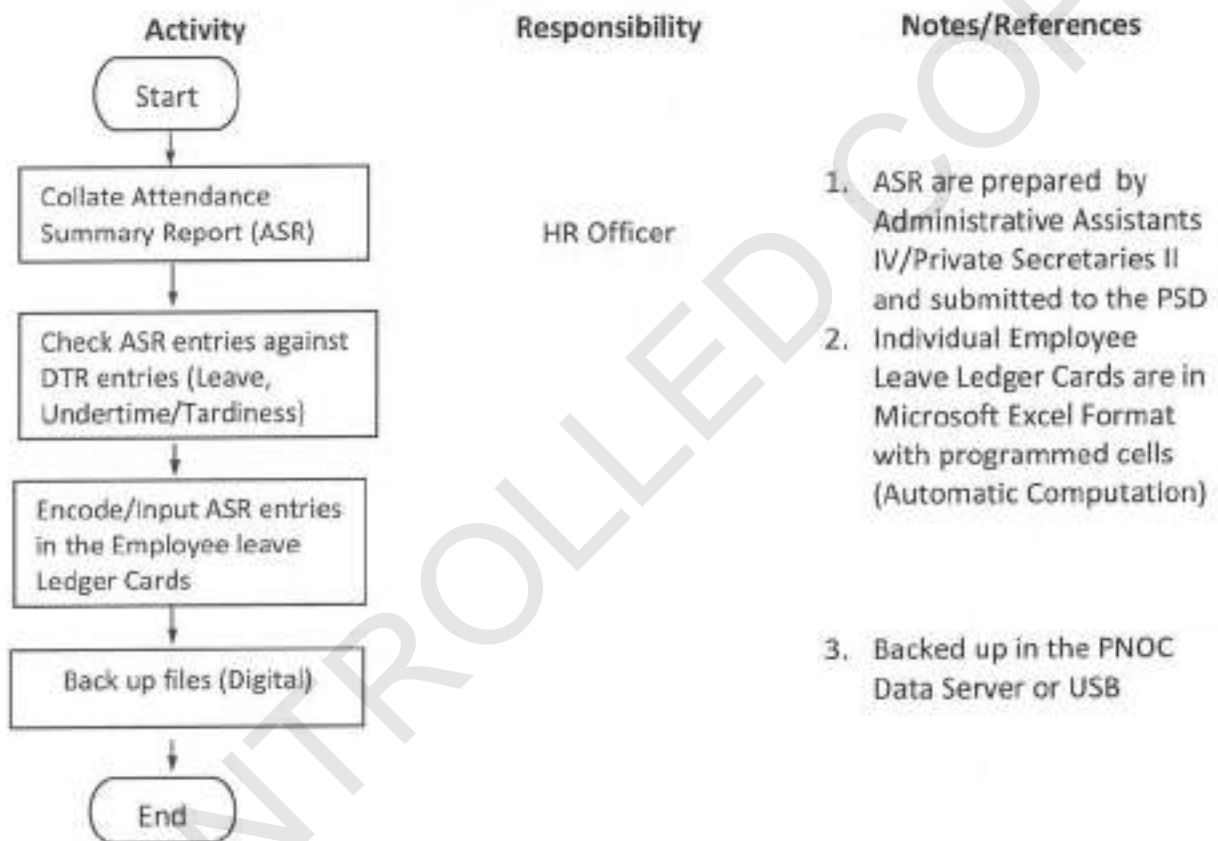 Activity
Responsibility
Notes/References
Start
Collate Attendance
Summary Report (ASR)
HR Officer
1. ASR are prepared by
Administrative Assistants
IV/Private Secretaries II
and submitted to the PSD
Check ASR entries against
DTR entries (Leave,
Undertime/Tardiness)
2. Individual Employee
Leave Ledger Cards are in
Microsoft Excel Format
with programmed cells
(Automatic Computation)
Encode/Input ASR entries
in the Employee leave
Ledger Cards
Back up files (Digital)
3. Backed up in the PNOC
Data Server or USB
End
NTROLLED COP